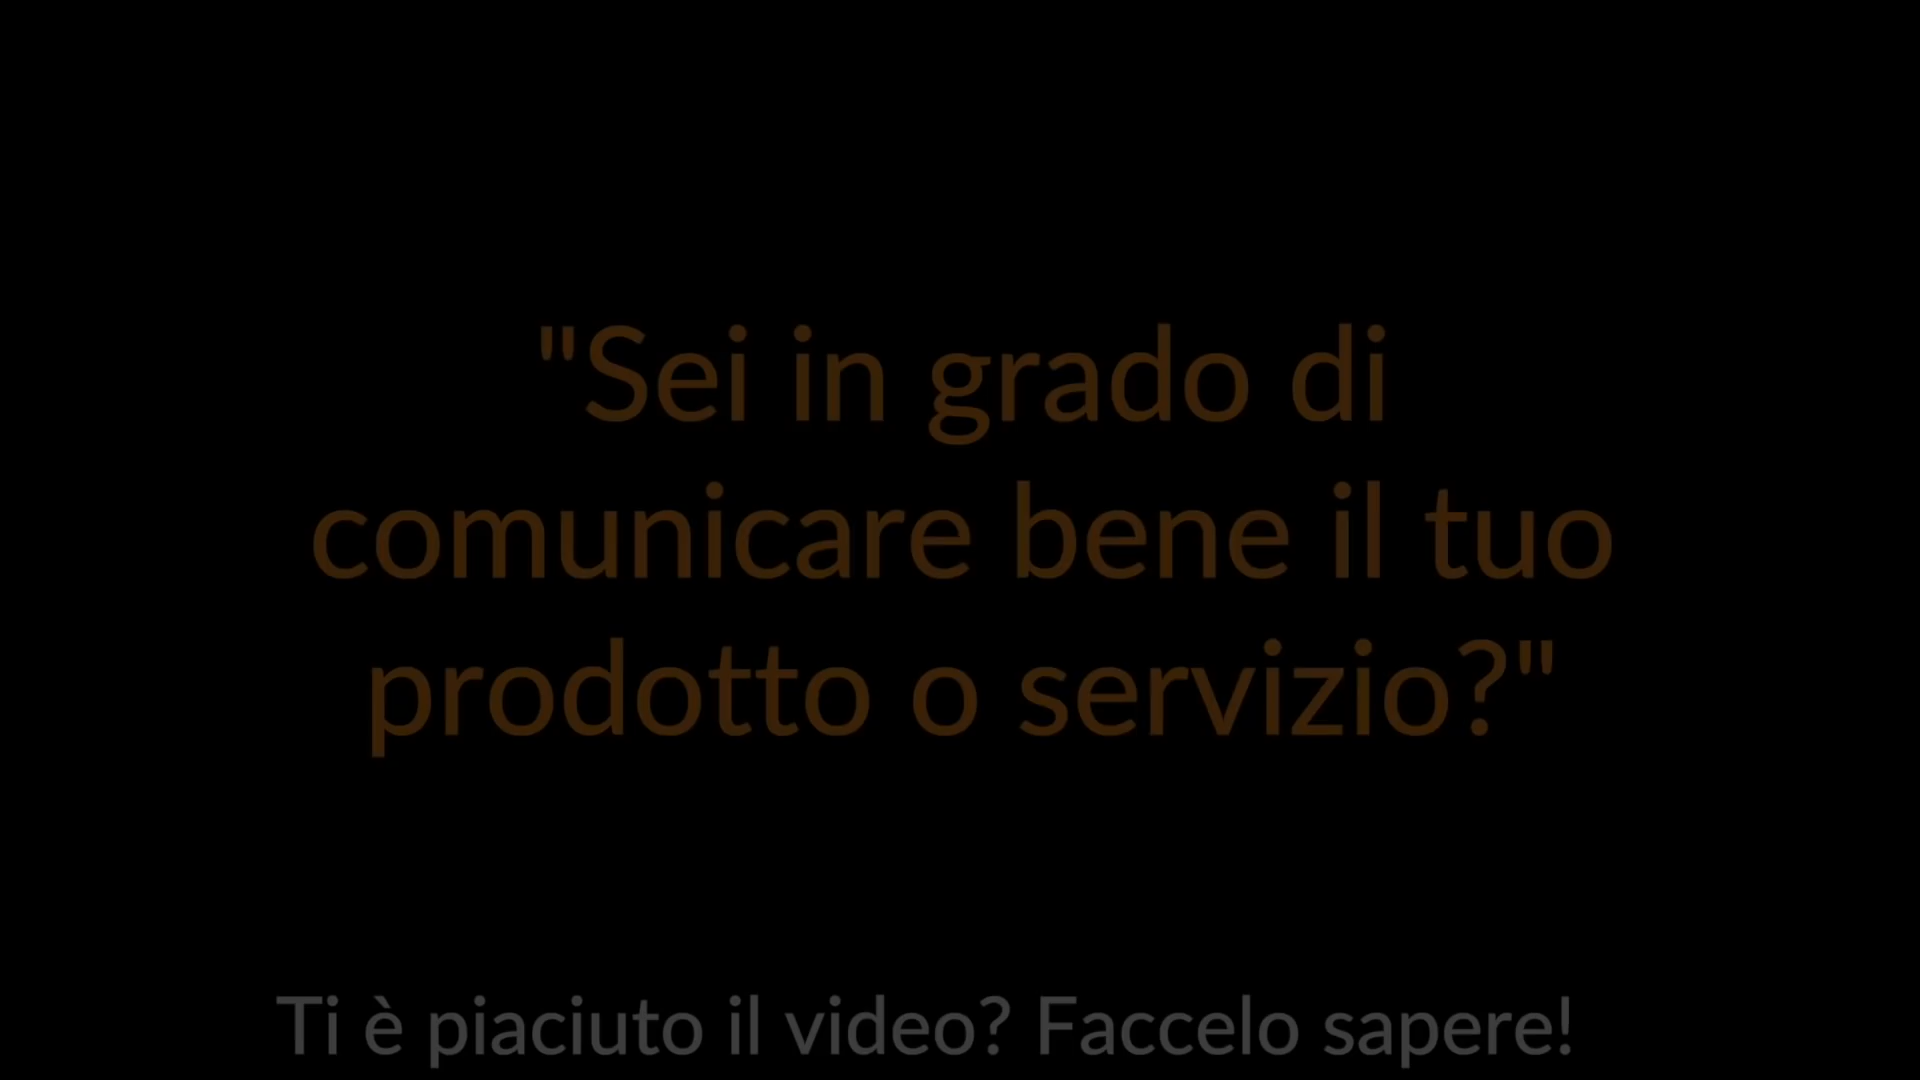 "Sei in grado di
comunicare bene il tuo
prodotto o servizio?"
Ti è piaciuto il video? Faccelo sapere!